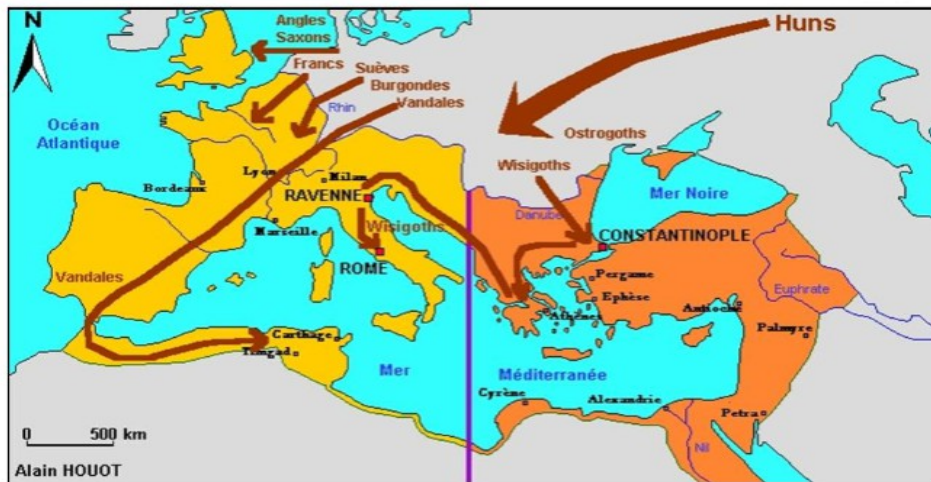 N
Angles
Saxons
Huns
Francs
Suèves
Burgondes
Vandales
Rhin
Océan
Atlantique
Ostrogoths
Wisigoths
Lyon
Milan
Mer Noire
Bordeaux
RAVENNE
Danube
Marseille
Wisigoths
CONSTANTINOPLE
ROME
Vandales
Pergame
Ephèse
Euphrate
Athènes
Antioche
Carthage
Palmyre
Timgad
Mer
Méditerranée
Cyrène
Alexandrie
Petra
0 500 km
Nil
Alain HOUOT